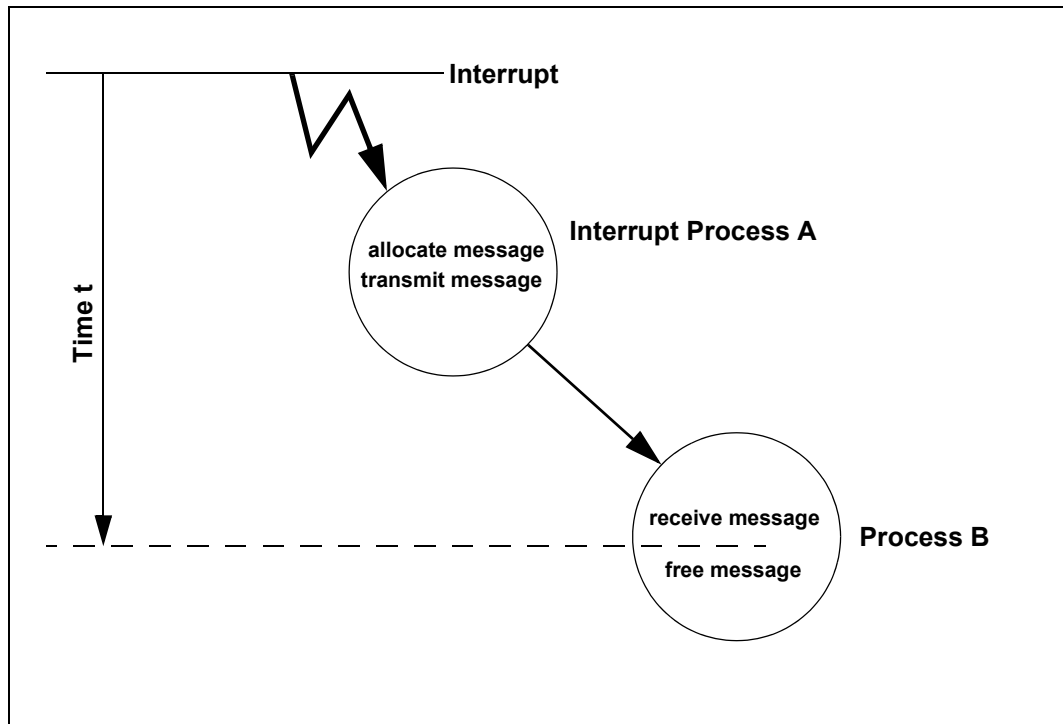 Interrupt
Interrupt Process A
allocate message
transmit message
Time t
receive message
Process B
free message